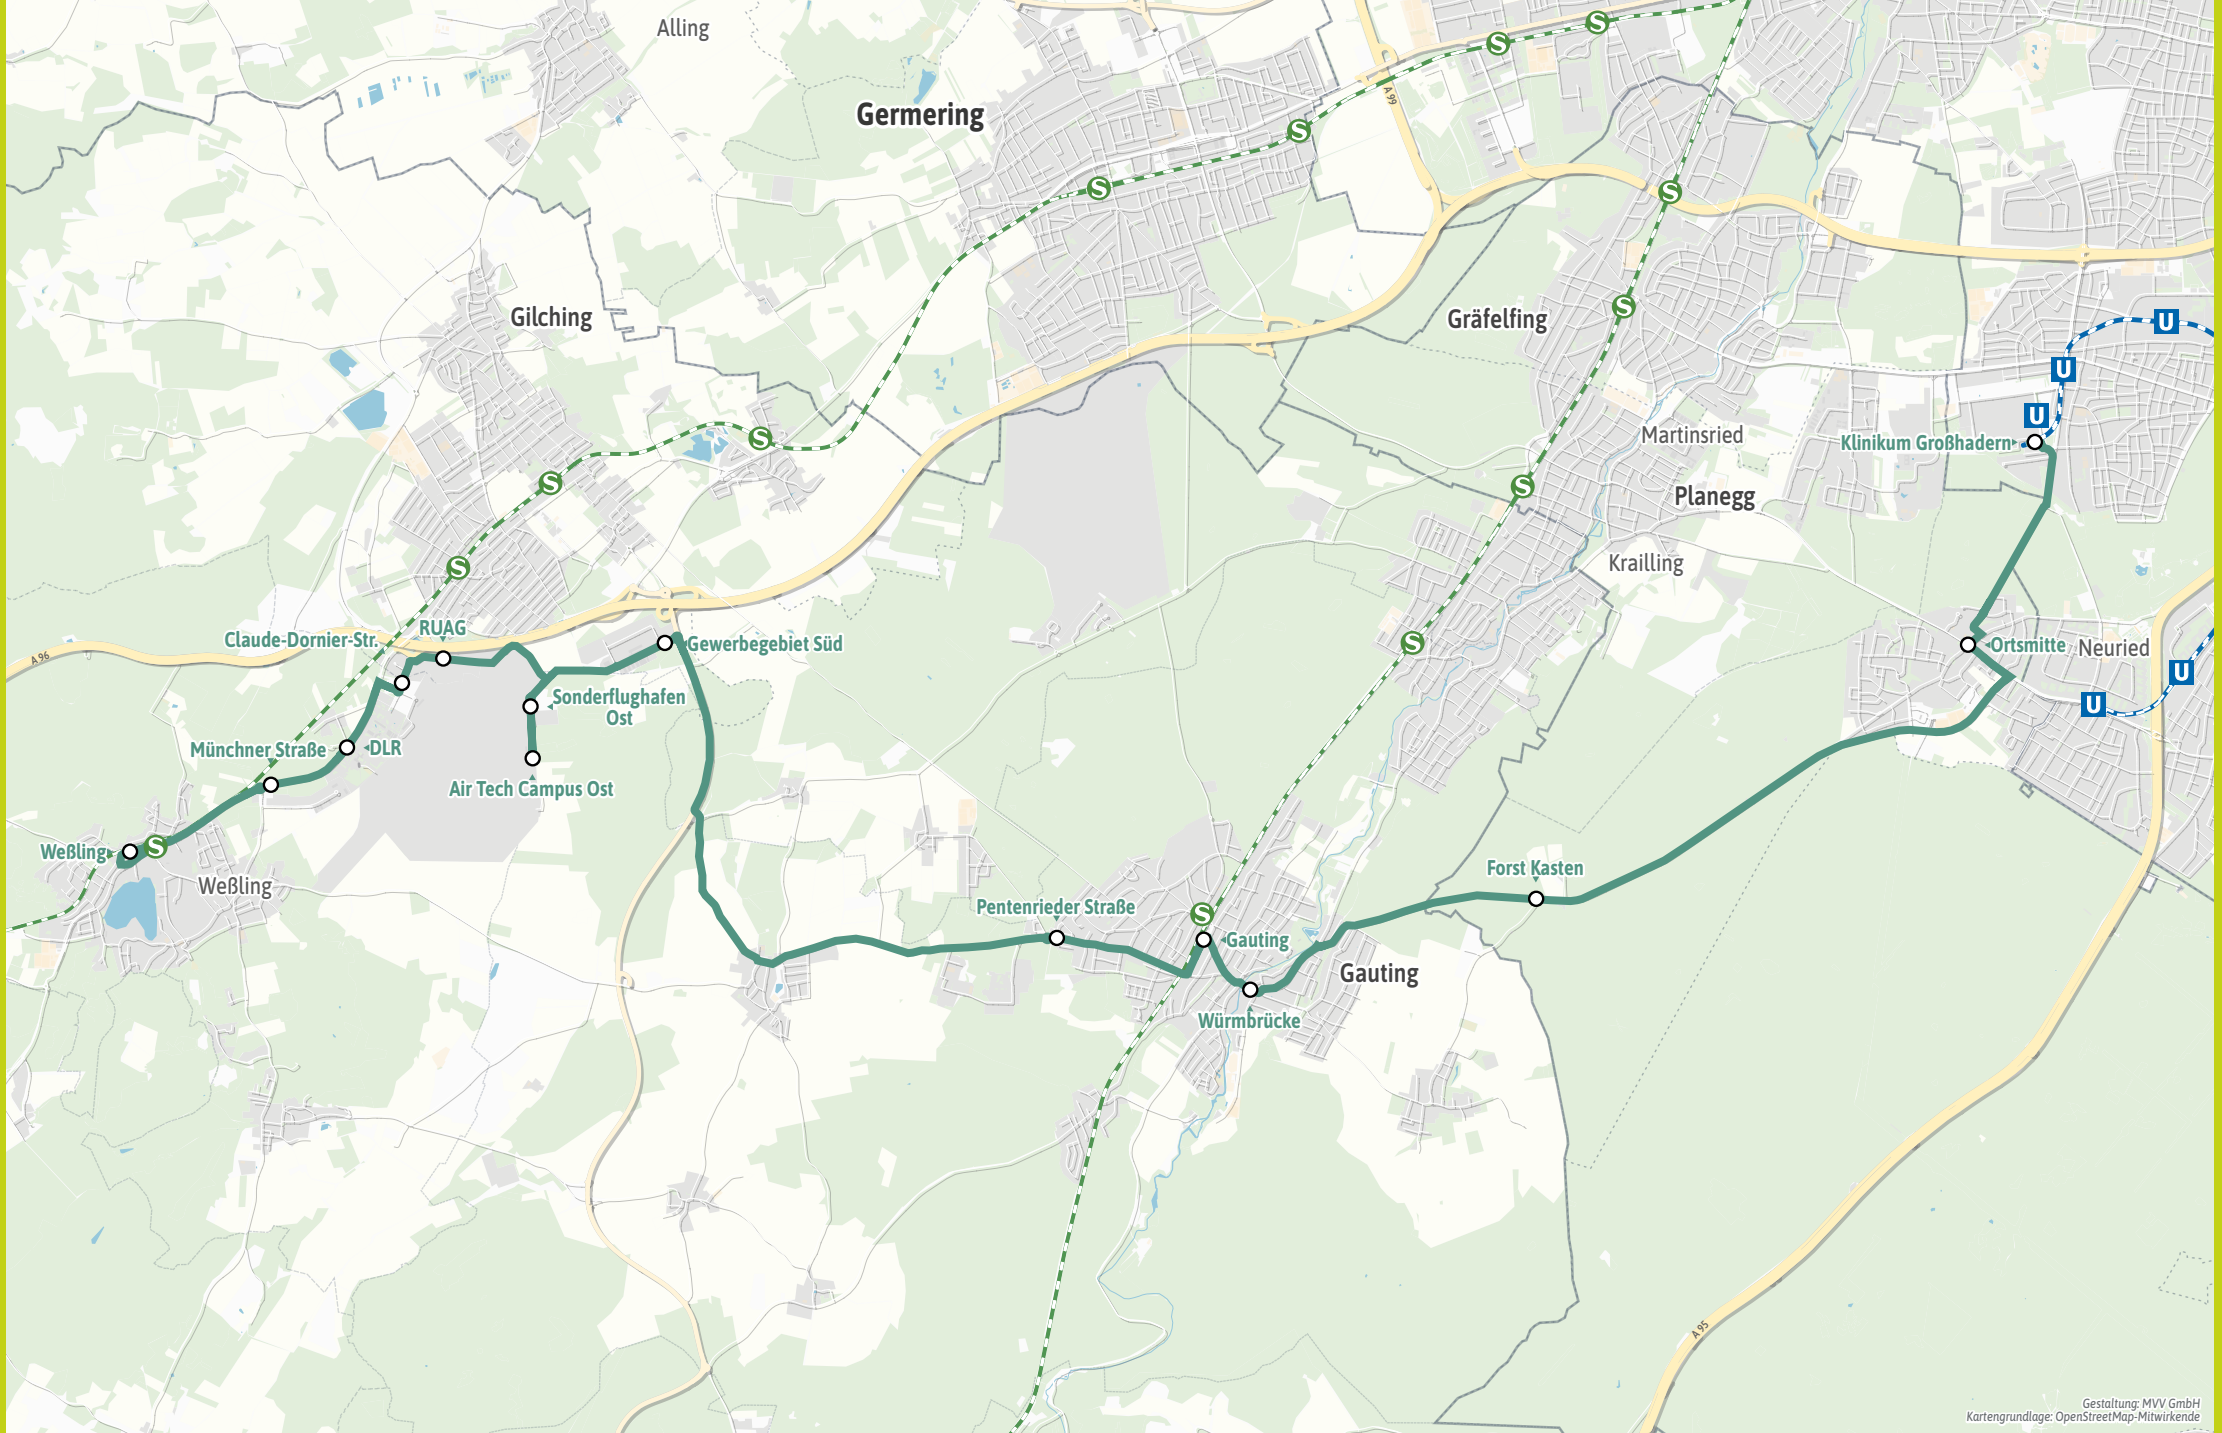 Alling
S
S
A 99
Germering
S
S
S
Gilching
Gräfelfing
S
U
U
U
Klinikum Großhadern
Martinsried
S
S
S
Planegg
Krailling
S
RUAG
Claude-Dornier-Str.
A 96
Gewerbegebiet Süd
S
Ortsmitte
Neuried
U
U
Sonderflughafen
Ost
Münchner Straße
DLR
Air Tech Campus Ost
Weßling
S
Weßling
Forst Kasten
Pentenrieder Straße
S
Gauting
Gauting
Würmbrücke
A 95
Gestaltung: MVV GmbH
Kartengrundlage: OpenStreetMap-Mitwirkende